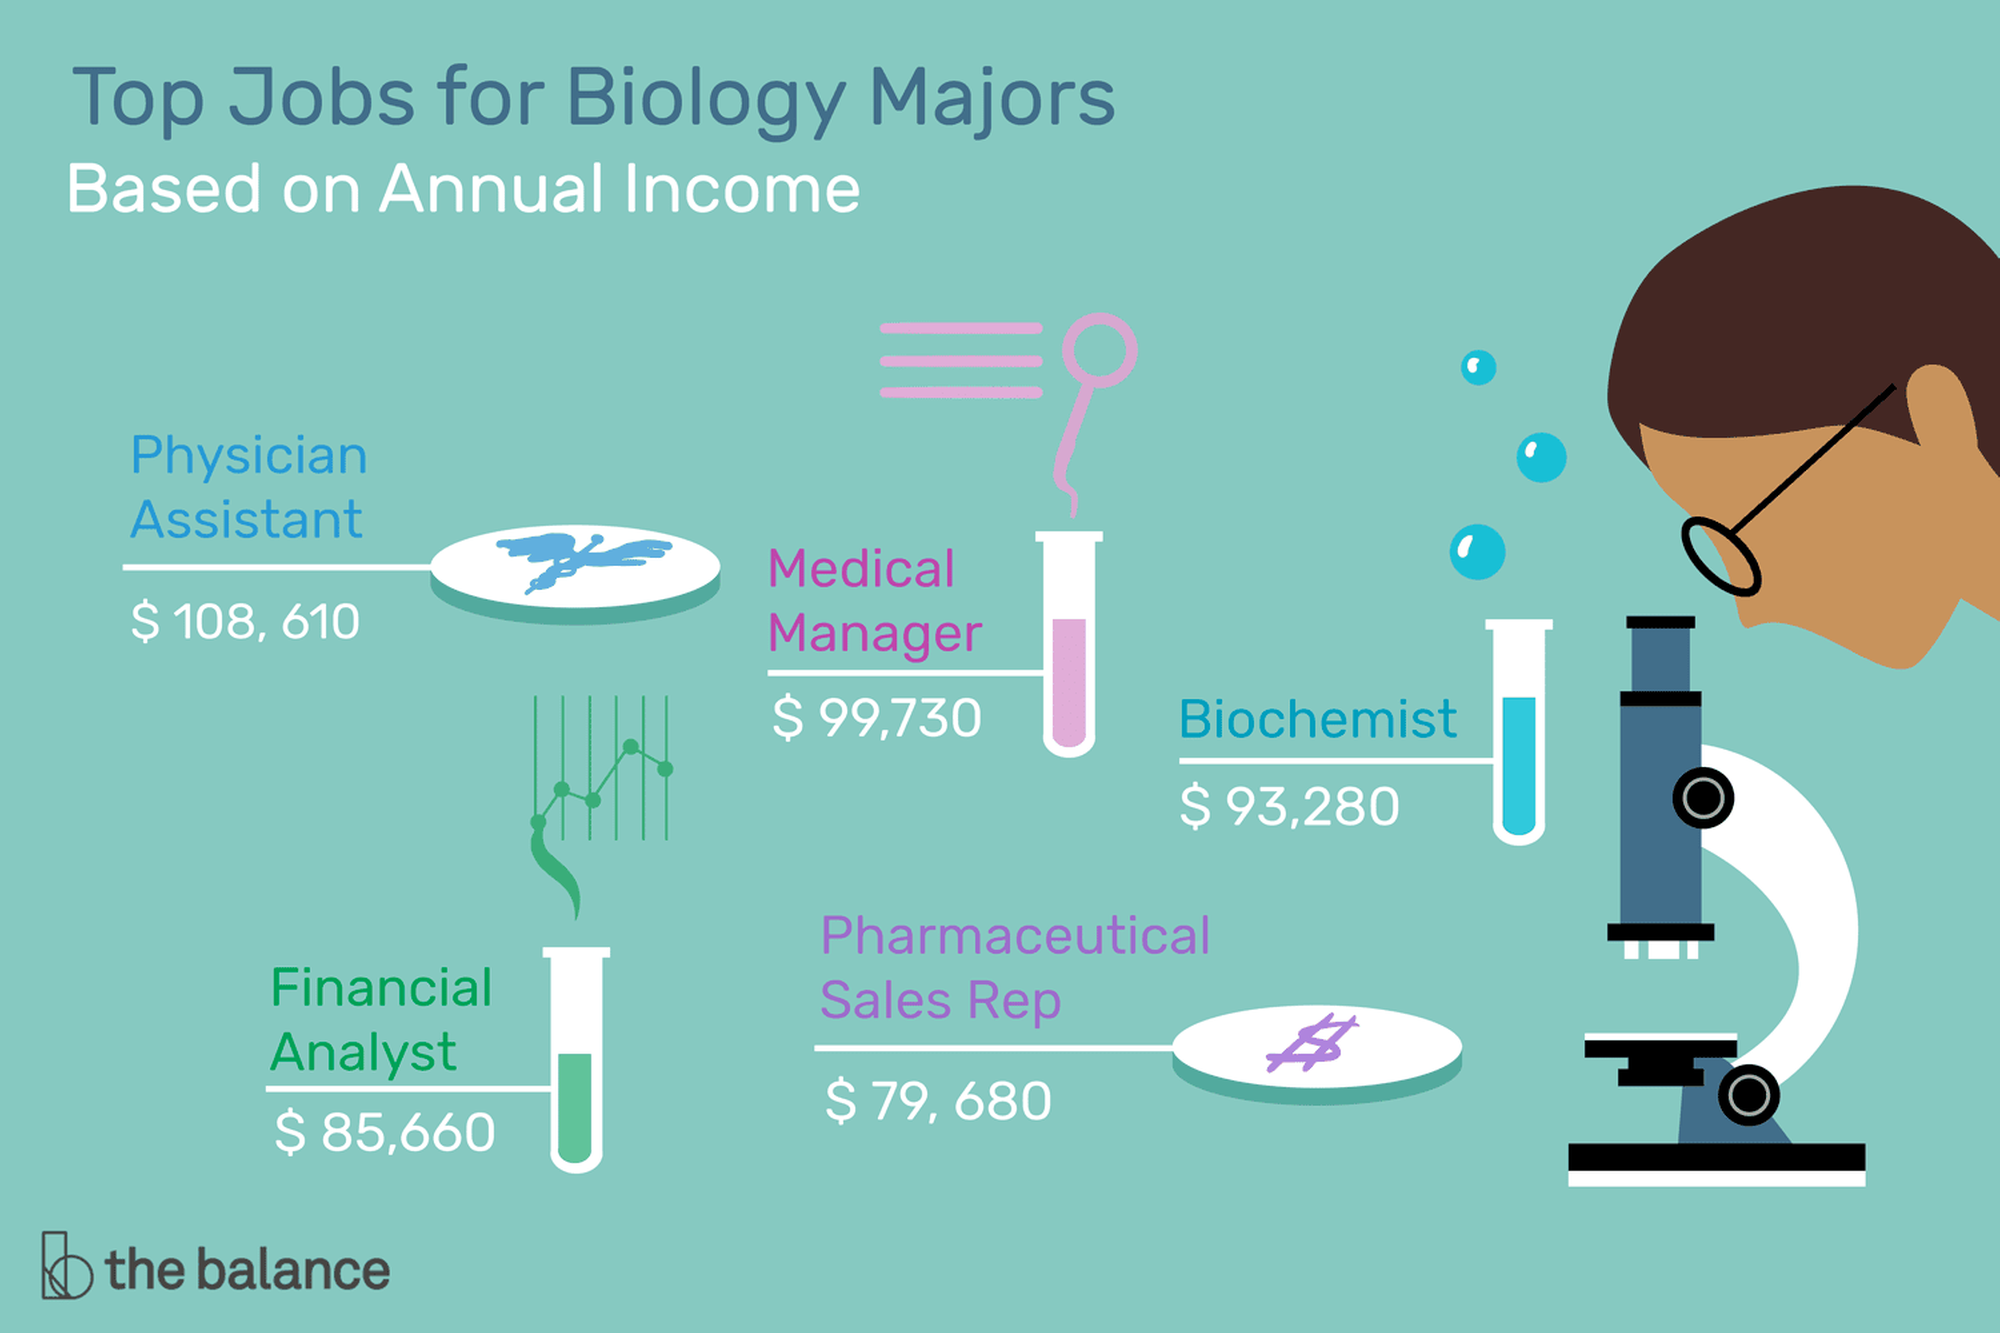 Top Jobs for Biology Majors
Based on Annual Income
Physician
Assistant
$ 108, 610
Medical
Manager
$ 99,730
Biochemist
$ 93,280
Financial
Analyst
$ 85,660
Pharmaceutical
Sales Rep
$ 79, 680
$
the balance